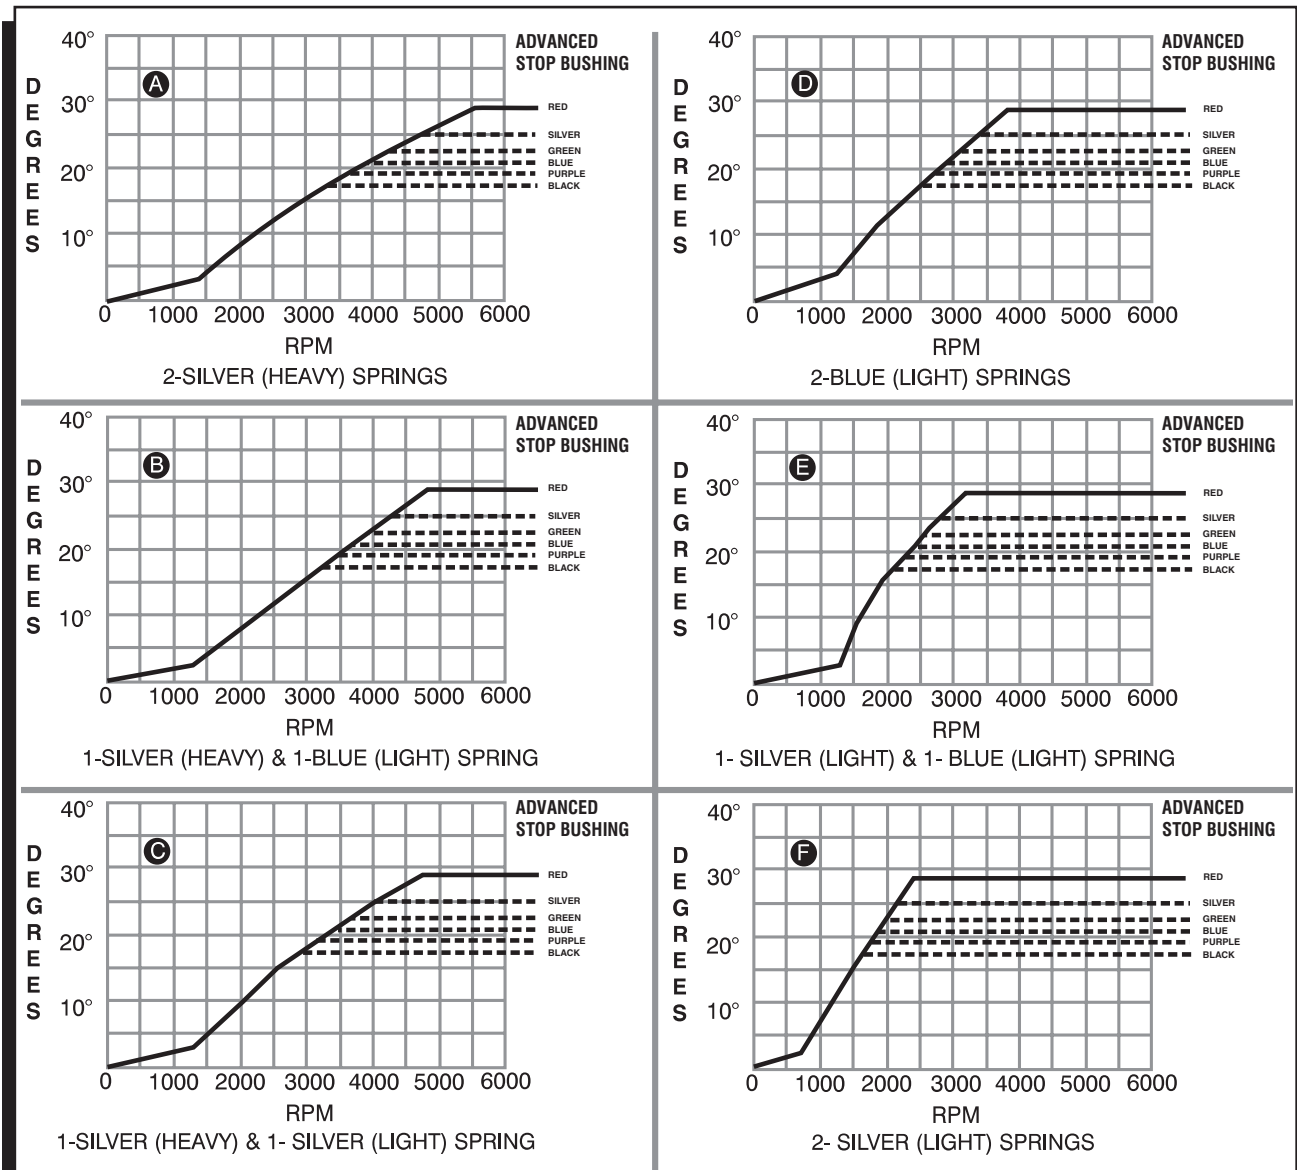 40°
30°
20°
10°
DEGREES
A
ADVANCED
STOP BUSHING
RED
SILVER
GREEN
BLUE
PURPLE
BLACK
0 1000 2000 3000 4000 5000 6000
RPM
2-SILVER (HEAVY) SPRINGS
40°
30°
20°
10°
DEGREES
D
ADVANCED
STOP BUSHING
RED
SILVER
GREEN
BLUE
PURPLE
BLACK
0 1000 2000 3000 4000 5000 6000
RPM
2-BLUE (LIGHT) SPRINGS
40°
30°
20°
10°
DEGREES
B
ADVANCED
STOP BUSHING
RED
SILVER
GREEN
BLUE
PURPLE
BLACK
0 1000 2000 3000 4000 5000 6000
RPM
1-SILVER (HEAVY) & 1-BLUE (LIGHT) SPRING
40°
30°
20°
10°
DEGREES
E
ADVANCED
STOP BUSHING
RED
SILVER
GREEN
BLUE
PURPLE
BLACK
0 1000 2000 3000 4000 5000 6000
RPM
1- SILVER (LIGHT) & 1- BLUE (LIGHT) SPRING
40°
30°
20°
10°
DEGREES
C
ADVANCED
STOP BUSHING
RED
SILVER
GREEN
BLUE
PURPLE
BLACK
0 1000 2000 3000 4000 5000 6000
RPM
1-SILVER (HEAVY) & 1- SILVER (LIGHT) SPRING
40°
30°
20°
10°
DEGREES
F
ADVANCED
STOP BUSHING
RED
SILVER
GREEN
BLUE
PURPLE
BLACK
0 1000 2000 3000 4000 5000 6000
RPM
2- SILVER (LIGHT) SPRINGS